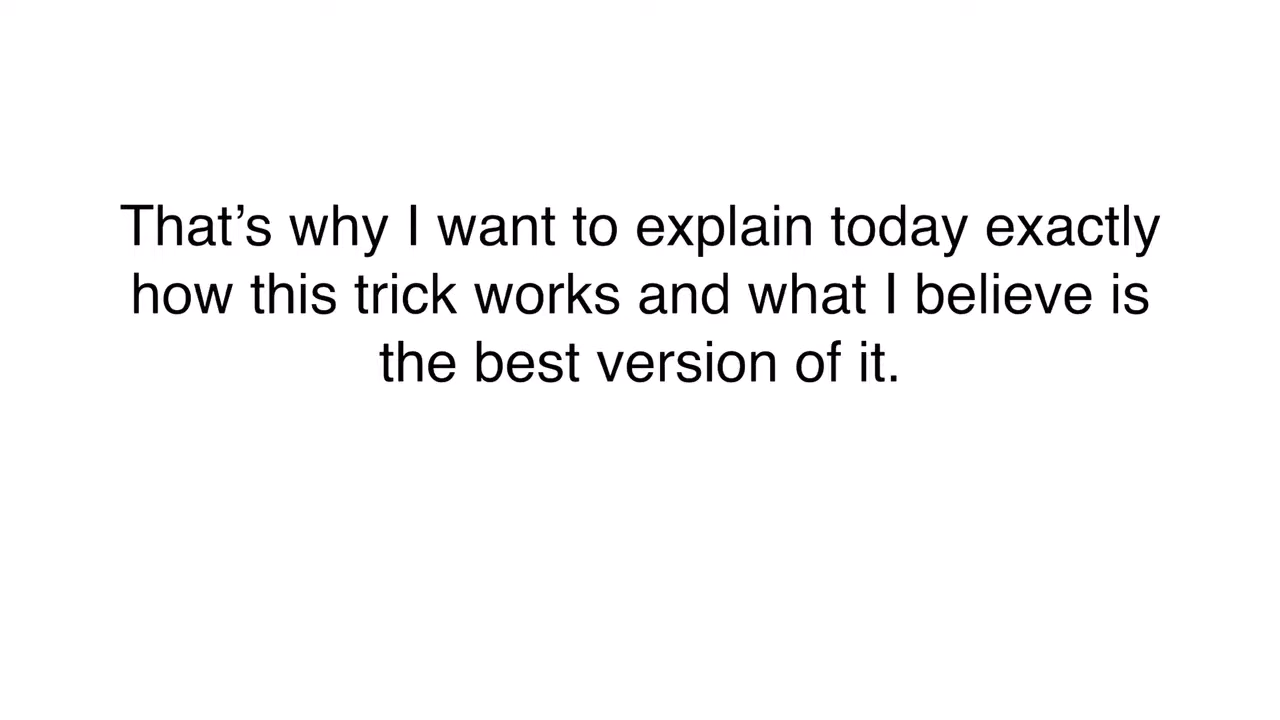 That’s why I want to explain today exactly
how this trick works and what I believe is
the best version of it.